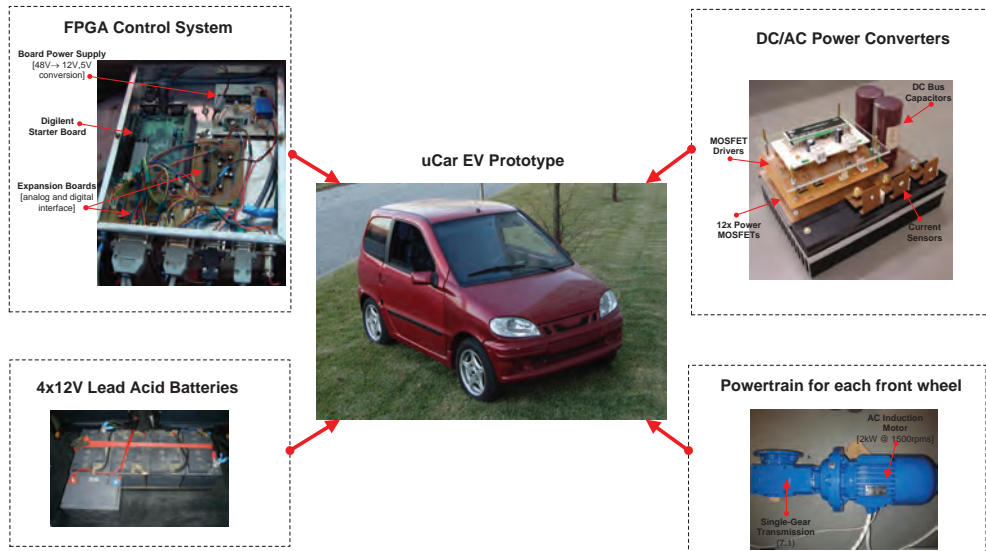 FPGA Control System
Board Power Supply
[48V→ 12V,5V
conversion]
Digilent
Starter Board
Expansion Boards
[analog and digital
interface]
uCar EV Prototype
DC/AC Power Converters
DC Bus
Capacitors
MOSFET
Drivers
12x Power
MOSFETs
Current
Sensors
4x12V Lead Acid Batteries
Powertrain for each front wheel
AC Induction
Motor
[2kW @ 1500rpms]
Single-Gear
Transmission
(7.1)